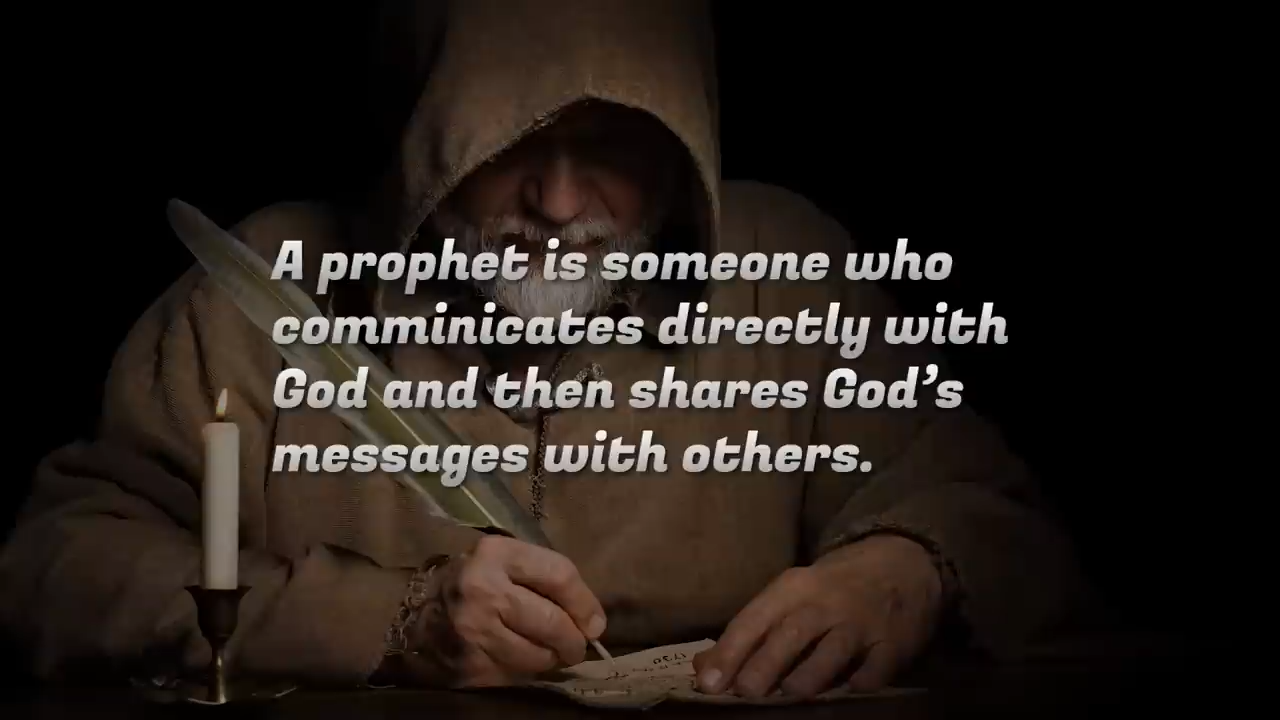 A prophet is someone who
comminicates directly with
God and then shares God’s
messages with others.